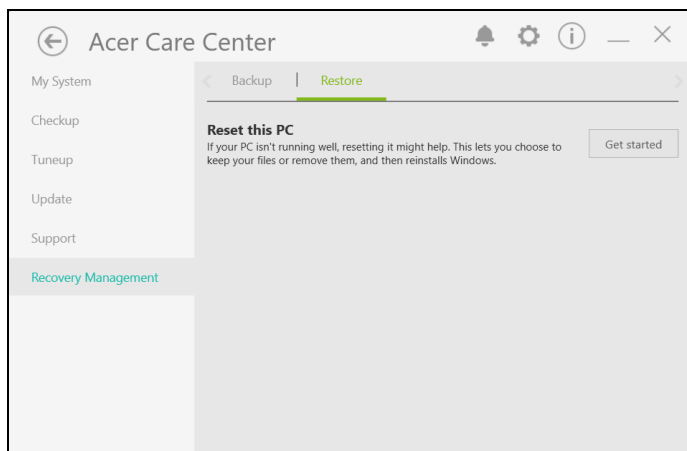 Acer Care Center
My System
Checkup
Tuneup
Update
Support
Recovery Management
Backup
Restore
Reset this PC
If your PC isn't running well, resetting it might help. This lets you choose to
keep your files or remove them, and then reinstalls Windows.
Get started